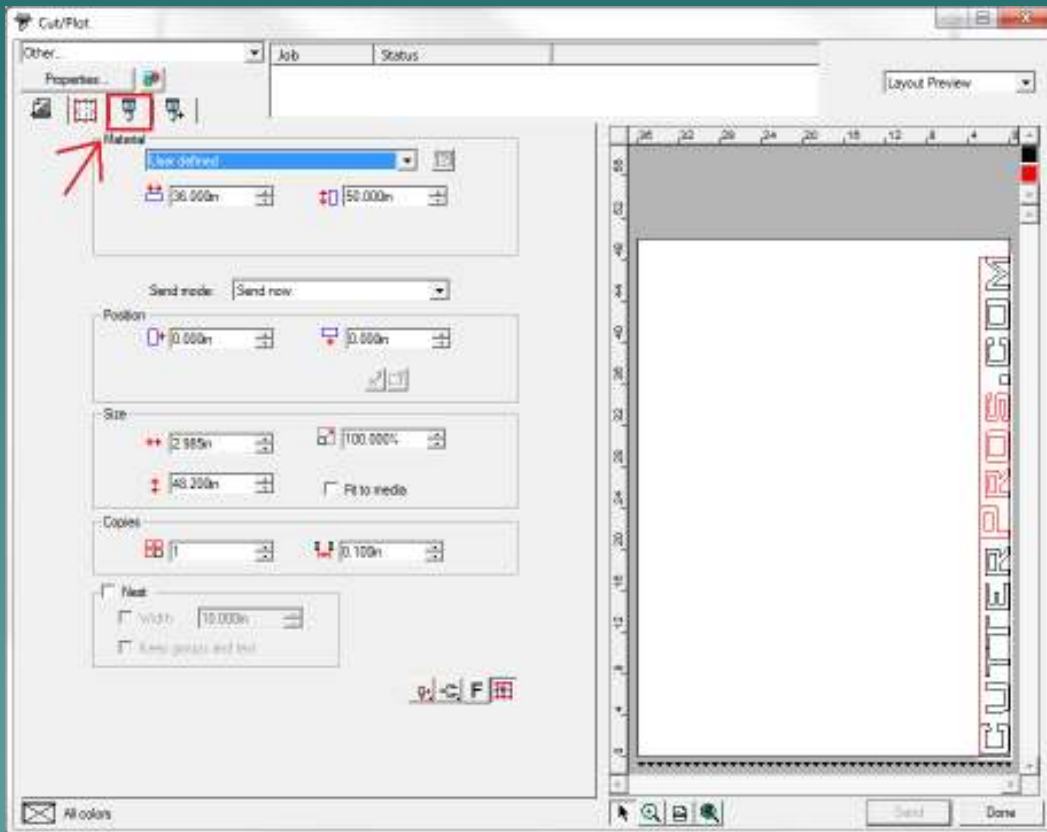 Cut/Plot
Other..
Job Status
Properties...
Layout Preview
Material
User defined
36.000in 50.000in
Send mode: Send now
Position
0.000in 0.000in
Size
2.985in 100.000%
48.200in Fit to media
Copies
1 0.100in
Nest
Width 10.000in
Keep groups and text
F
All colors
Send Done
CUTTERPROS.COM